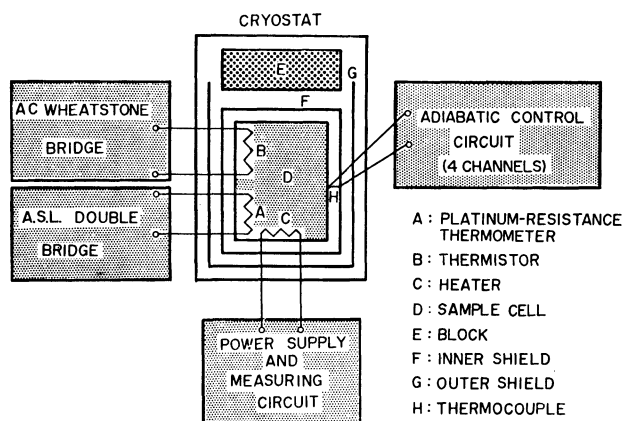 CRYOSTAT
E
G
F
AC WHEATSTONE
BRIDGE
B
D
H
A
C
A.S.L. DOUBLE
BRIDGE
ADIABATIC CONTROL
CIRCUIT
(4 CHANNELS)
POWER SUPPLY
AND
MEASURING
CIRCUIT
A : PLATINUM-RESISTANCE
THERMOMETER
B : THERMISTOR
C : HEATER
D : SAMPLE CELL
E : BLOCK
F : INNER SHIELD
G : OUTER SHIELD
H : THERMOCOUPLE